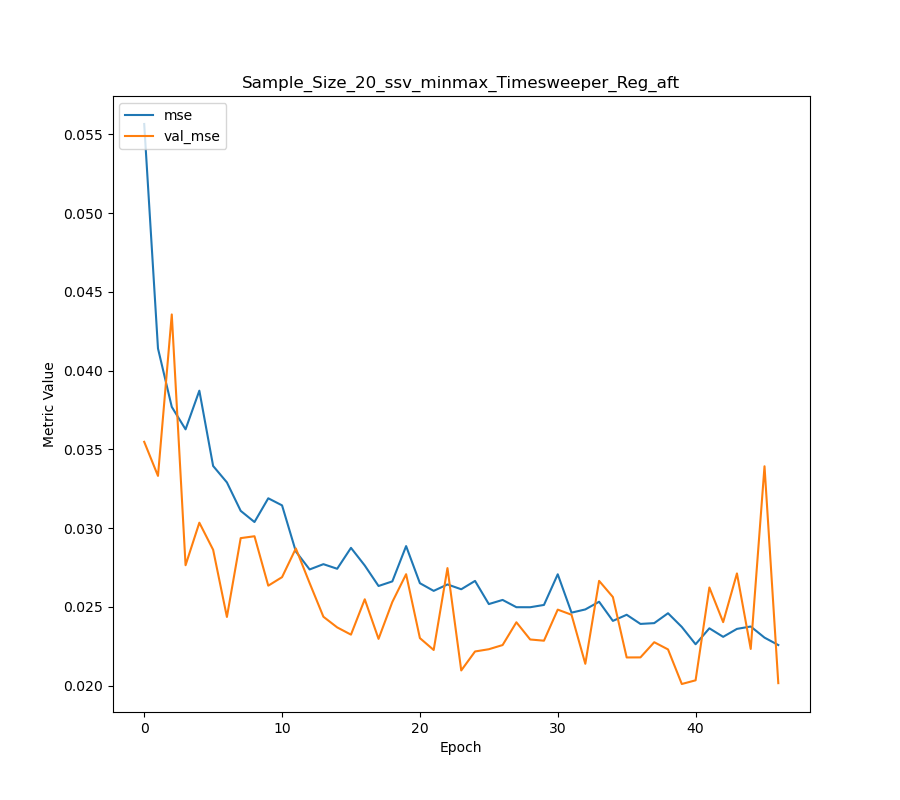 Sample_Size_20_ssv_minmax_Timesweeper_Reg_aft
mse
val_mse
0.055
0.050
0.045
0.040
0.035
0.030
0.025
0.020
Metric Value
0 10 20 30 40
Epoch